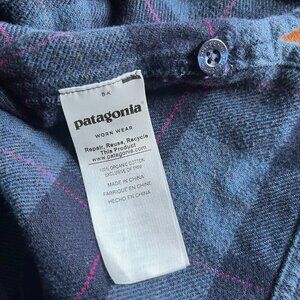 patagonia
WORN WEAR
Repair, Reuse, Recycle
This Product
www.patagonia.com
100% ORGANIC COTTON
EXCLUSIVE OF TRIM
MADE IN CHINA
FABRIQUÉ EN CHINE
HECHO EN CHINA